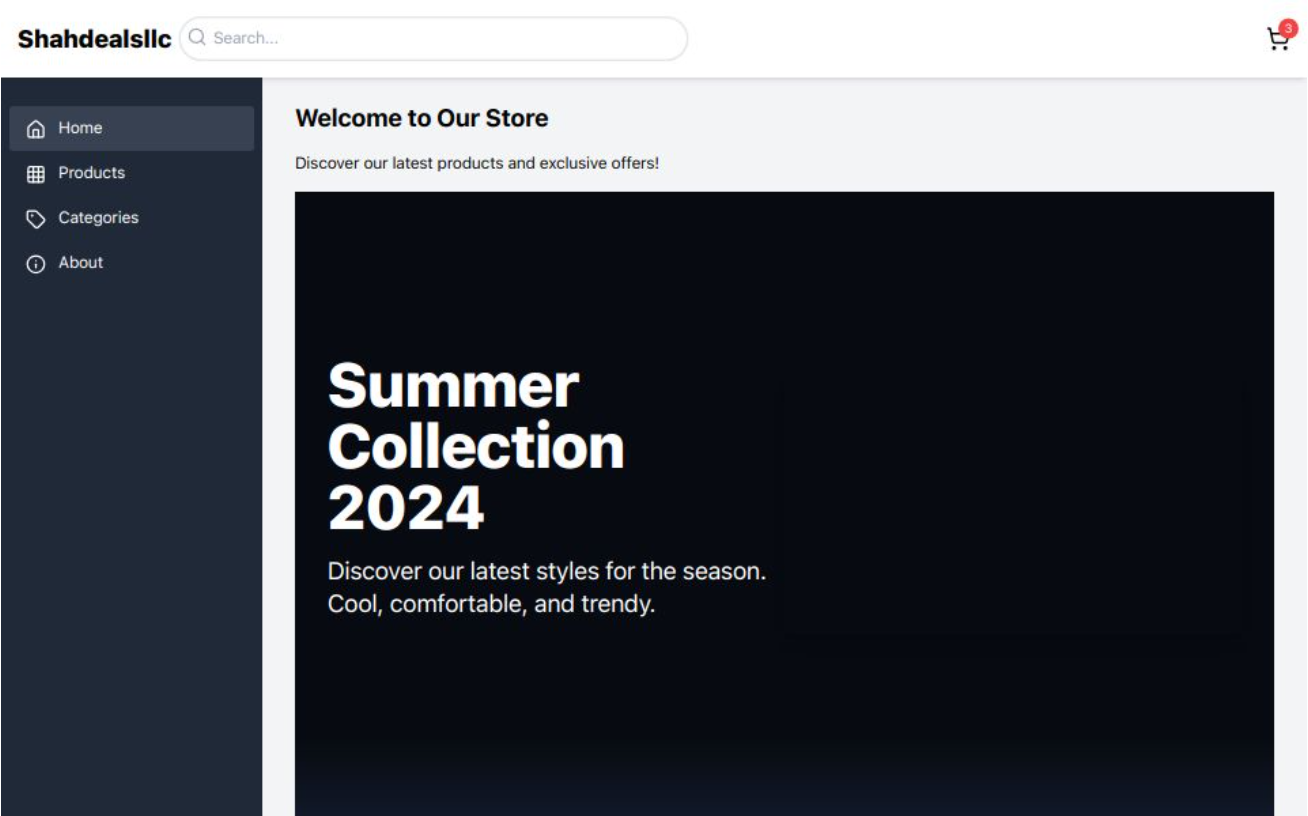 Shahdealsllc
Search...
3
Home
Products
Categories
About
Welcome to Our Store
Discover our latest products and exclusive offers!
Summer
Collection
2024
Discover our latest styles for the season.
Cool, comfortable, and trendy.